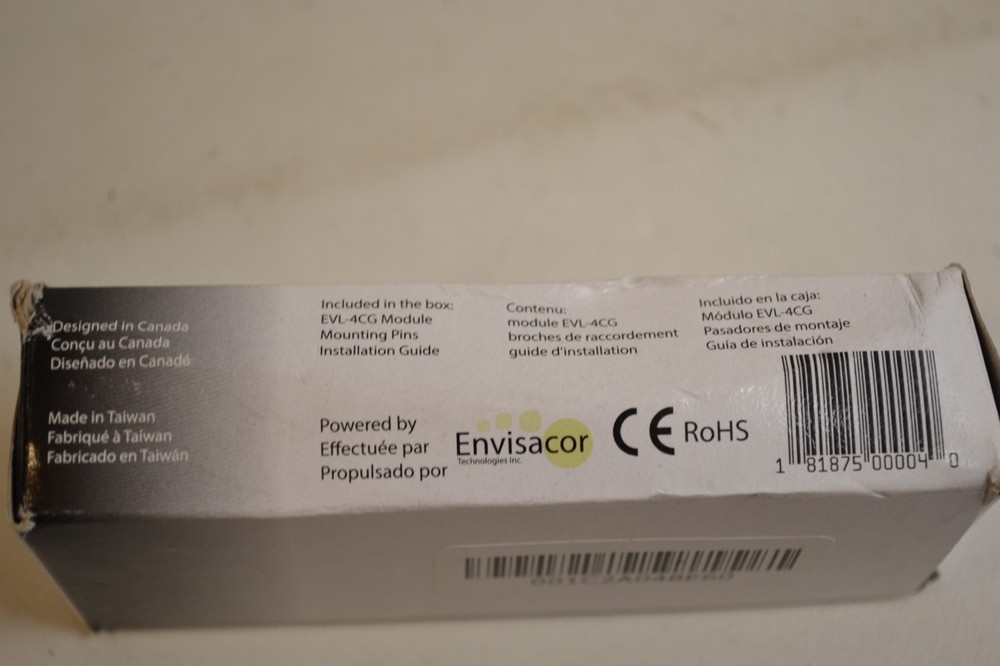 Designed in Canada
Conçu au Canada
Diseñado en Canadá
Made in Taiwan
Fabriqué à Taiwan
Fabricado en Taiwán
Included in the box:
EVL-4CG Module
Mounting Pins
Installation Guide
Contenu:
module EVL-4CG
broches de raccordement
guide d'installation
Incluido en la caja:
Módulo EVL-4CG
Pasadores de montaje
Guía de instalación
Powered by
Effectuée par
Propulsado por
Envisacor
Technologies Inc.
CE RoHS
1 81875 00004 0